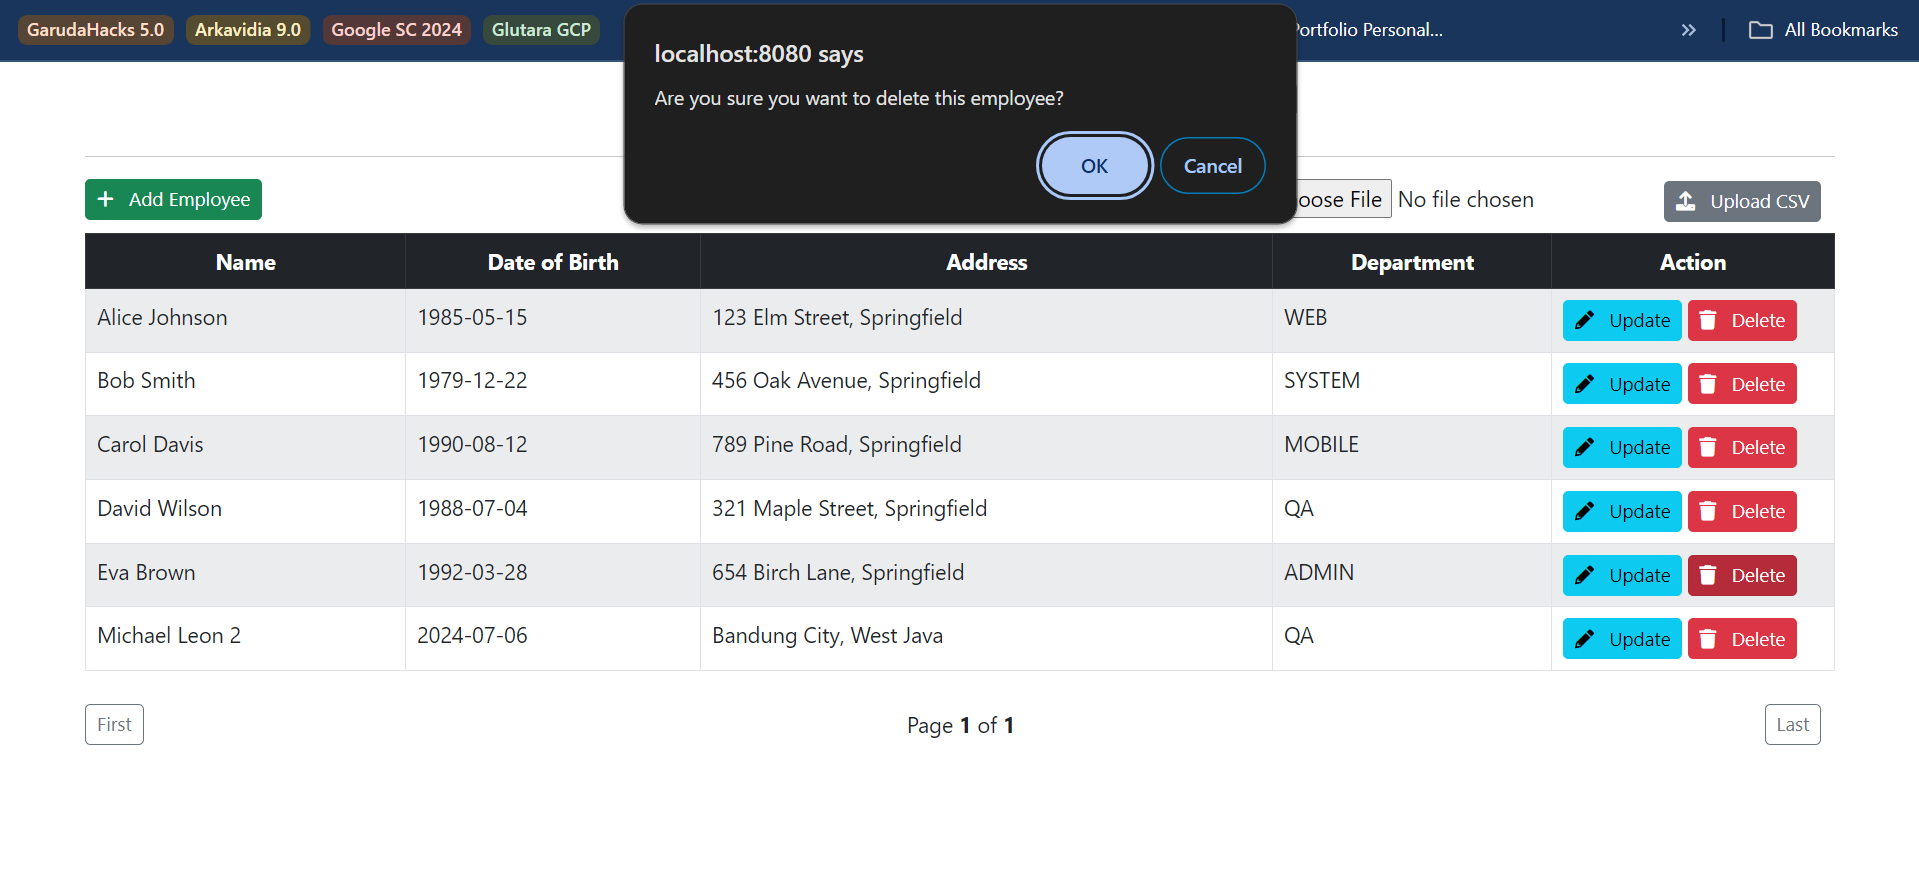 GarudaHacks 5.0 Arkavidia 9.0 Google SC 2024 Glutara GCP Portfolio Personal... » All Bookmarks
localhost:8080 says
Are you sure you want to delete this employee?
OK Cancel
+ Add Employee oose File No file chosen Upload CSV
Name Date of Birth Address Department Action
Alice Johnson 1985-05-15 123 Elm Street, Springfield WEB Update Delete
Bob Smith 1979-12-22 456 Oak Avenue, Springfield SYSTEM Update Delete
Carol Davis 1990-08-12 789 Pine Road, Springfield MOBILE Update Delete
David Wilson 1988-07-04 321 Maple Street, Springfield QA Update Delete
Eva Brown 1992-03-28 654 Birch Lane, Springfield ADMIN Update Delete
Michael Leon 2 2024-07-06 Bandung City, West Java QA Update Delete
First Page 1 of 1 Last